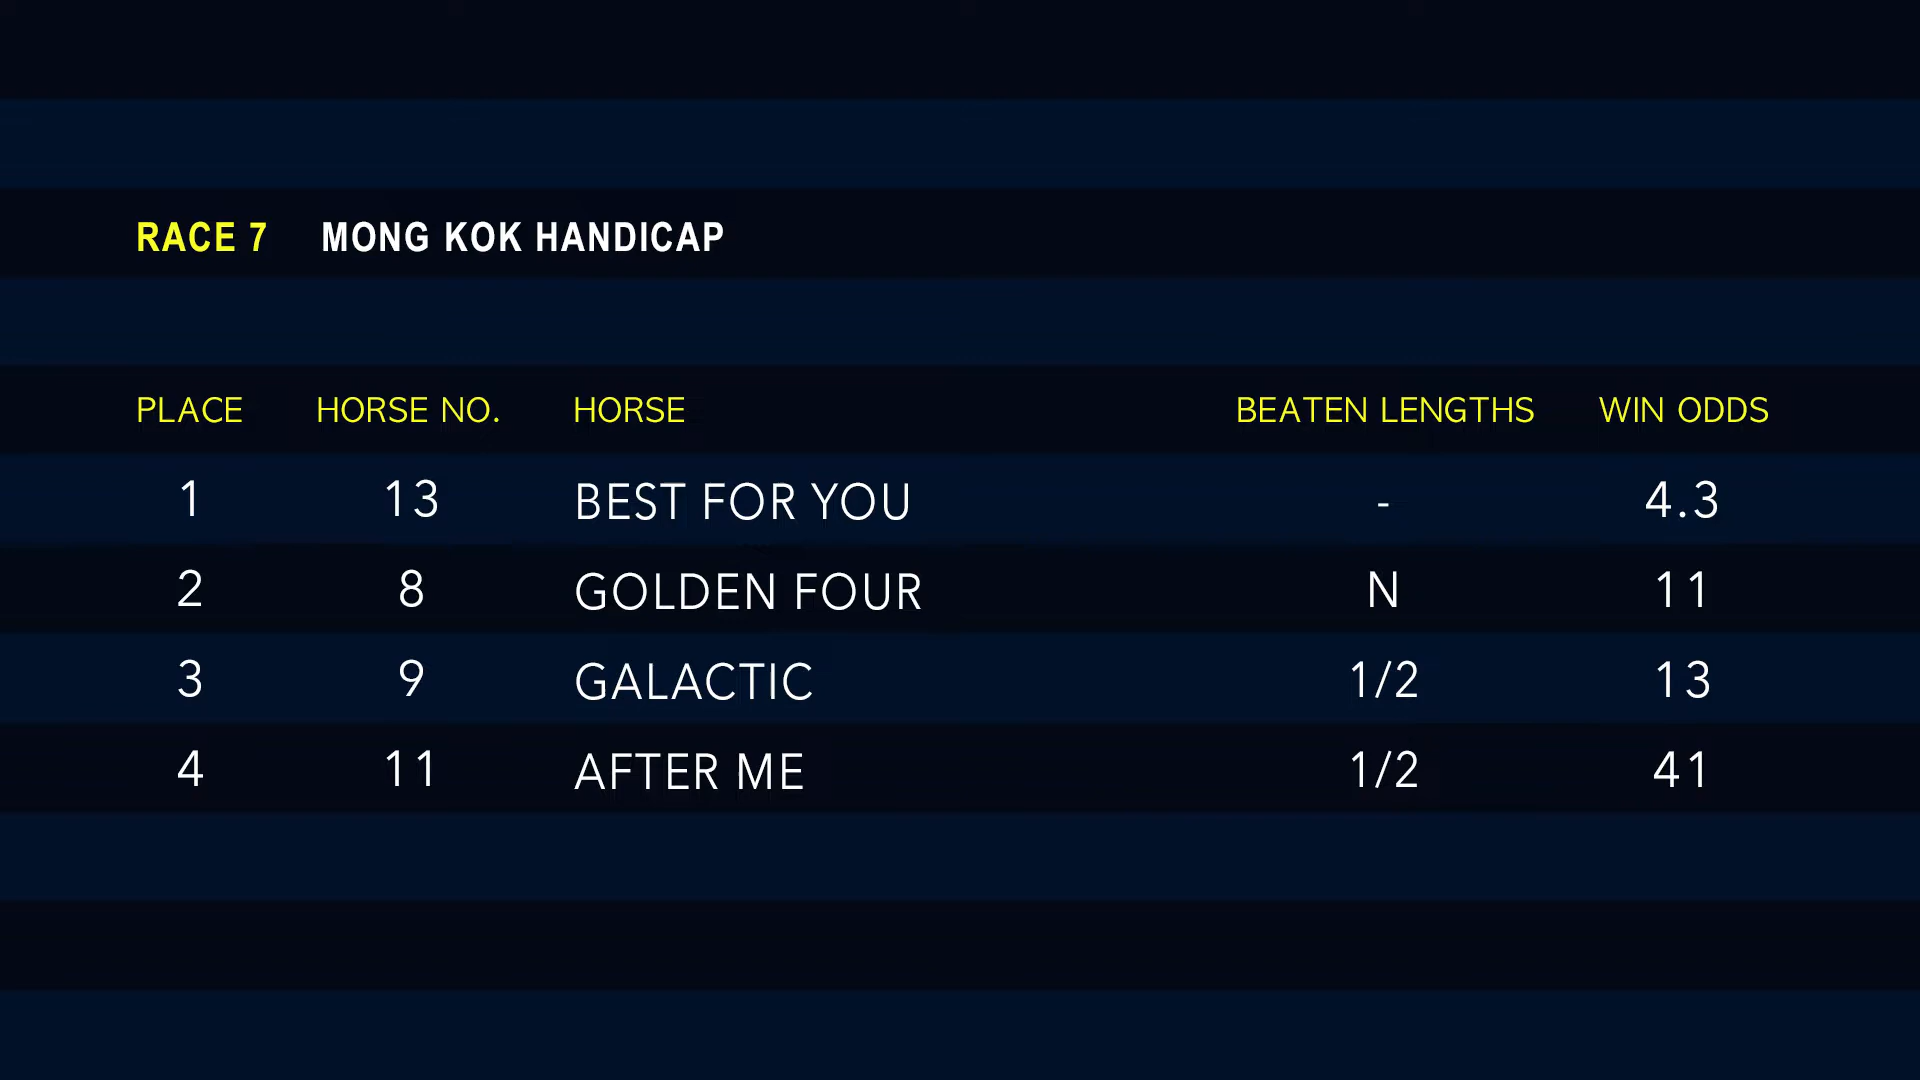 RACE 7 MONG KOK HANDICAP
PLACE HORSE NO. HORSE BEATEN LENGTHS WIN ODDS
1 13 BEST FOR YOU - 4.3
2 8 GOLDEN FOUR N 11
3 9 GALACTIC 1/2 13
4 11 AFTER ME 1/2 41